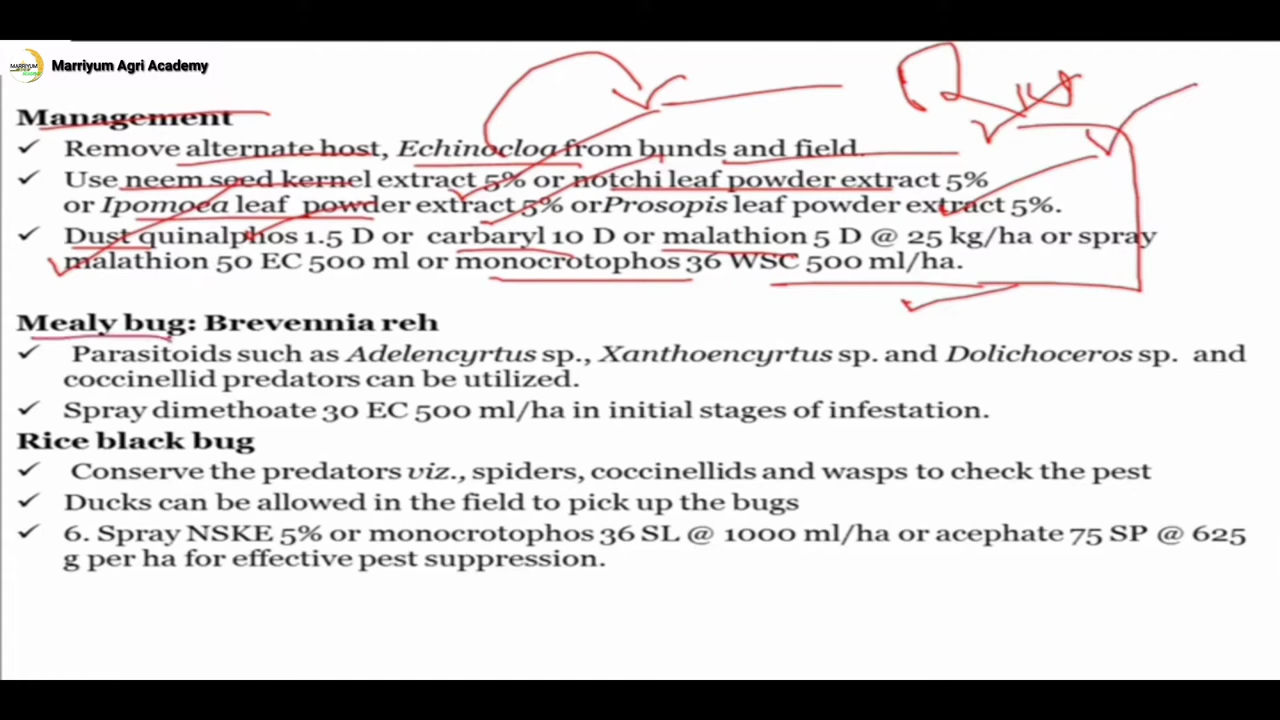 MARRIYUM
Marriyum Agri Academy
Management
✓ Remove alternate host, Echinocloa from bunds and field.
✓ Use neem seed kernel extract 5% or notchi leaf powder extract 5%
or Ipomoea leaf powder extract 5% orProsopis leaf powder extract 5%.
✓ Dust quinalphos 1.5 D or carbaryl 10 D or malathion 5 D @ 25 kg/ha or spray
malathion 50 EC 500 ml or monocrotophos 36 WSC 500 ml/ha.
Mealy bug: Brevennia reh
✓ Parasitoids such as Adelencyrtus sp., Xanthoencyrtus sp. and Dolichoceros sp. and
coccinellid predators can be utilized.
✓ Spray dimethoate 30 EC 500 ml/ha in initial stages of infestation.
Rice black bug
✓ Conserve the predators viz., spiders, coccinellids and wasps to check the pest
✓ Ducks can be allowed in the field to pick up the bugs
✓ 6. Spray NSKE 5% or monocrotophos 36 SL @ 1000 ml/ha or acephate 75 SP @ 625
g per ha for effective pest suppression.